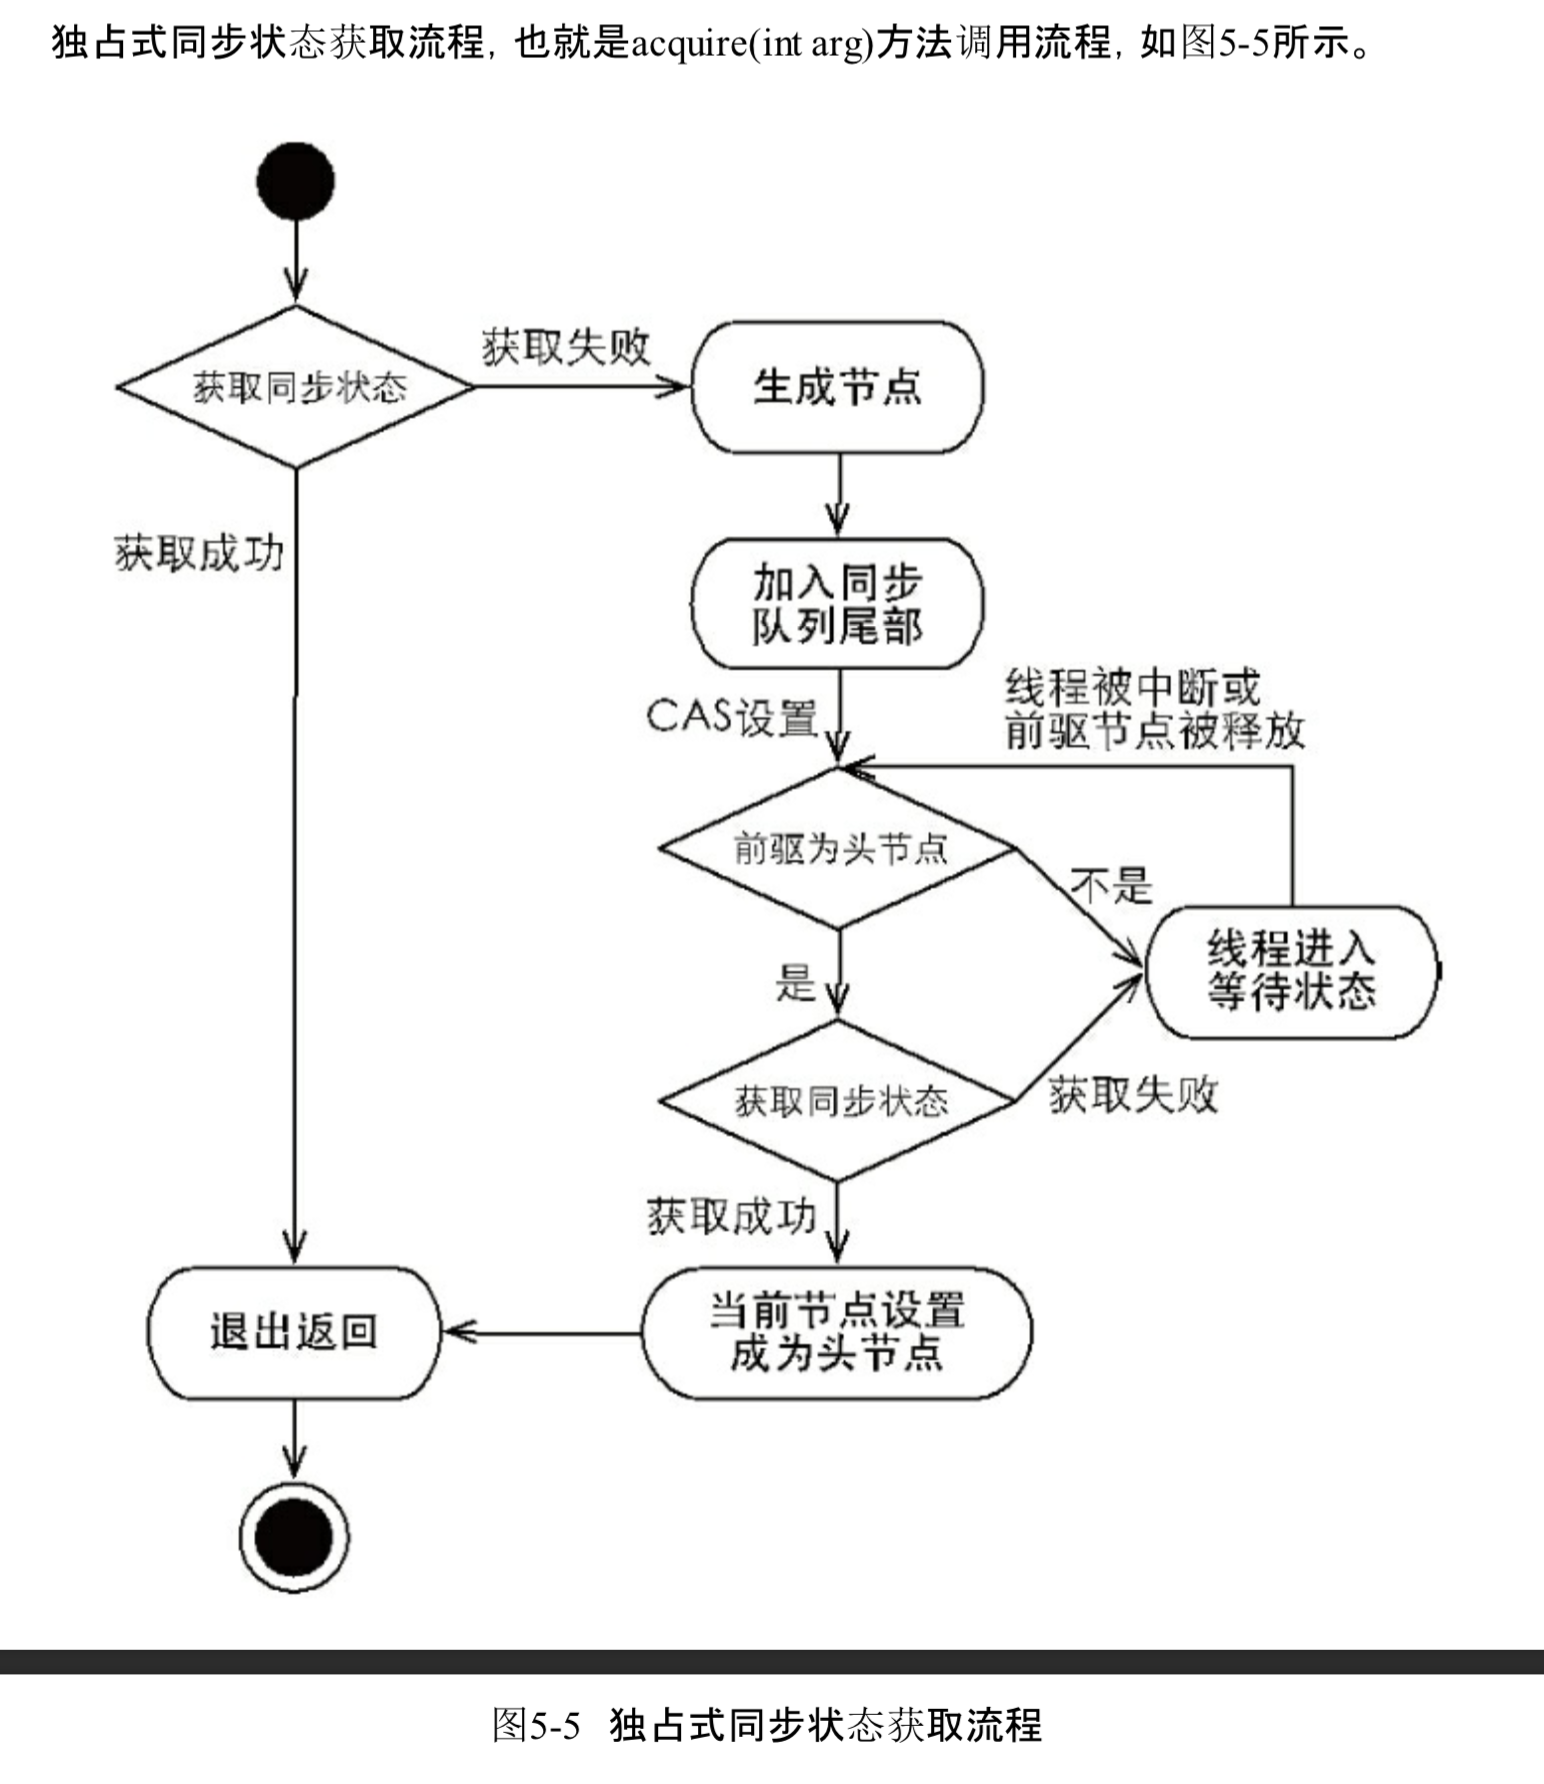 独占式同步状态获取流程，也就是acquire(int arg)方法调用流程，如图5-5所示。
获取同步状态
获取失败
生成节点
获取成功
加入同步
队列尾部
CAS设置
线程被中断或
前驱节点被释放
前驱为头节点
不是
线程进入
等待状态
是
获取同步状态
获取失败
获取成功
当前节点设置
成为头节点
退出返回
图5-5 独占式同步状态获取流程